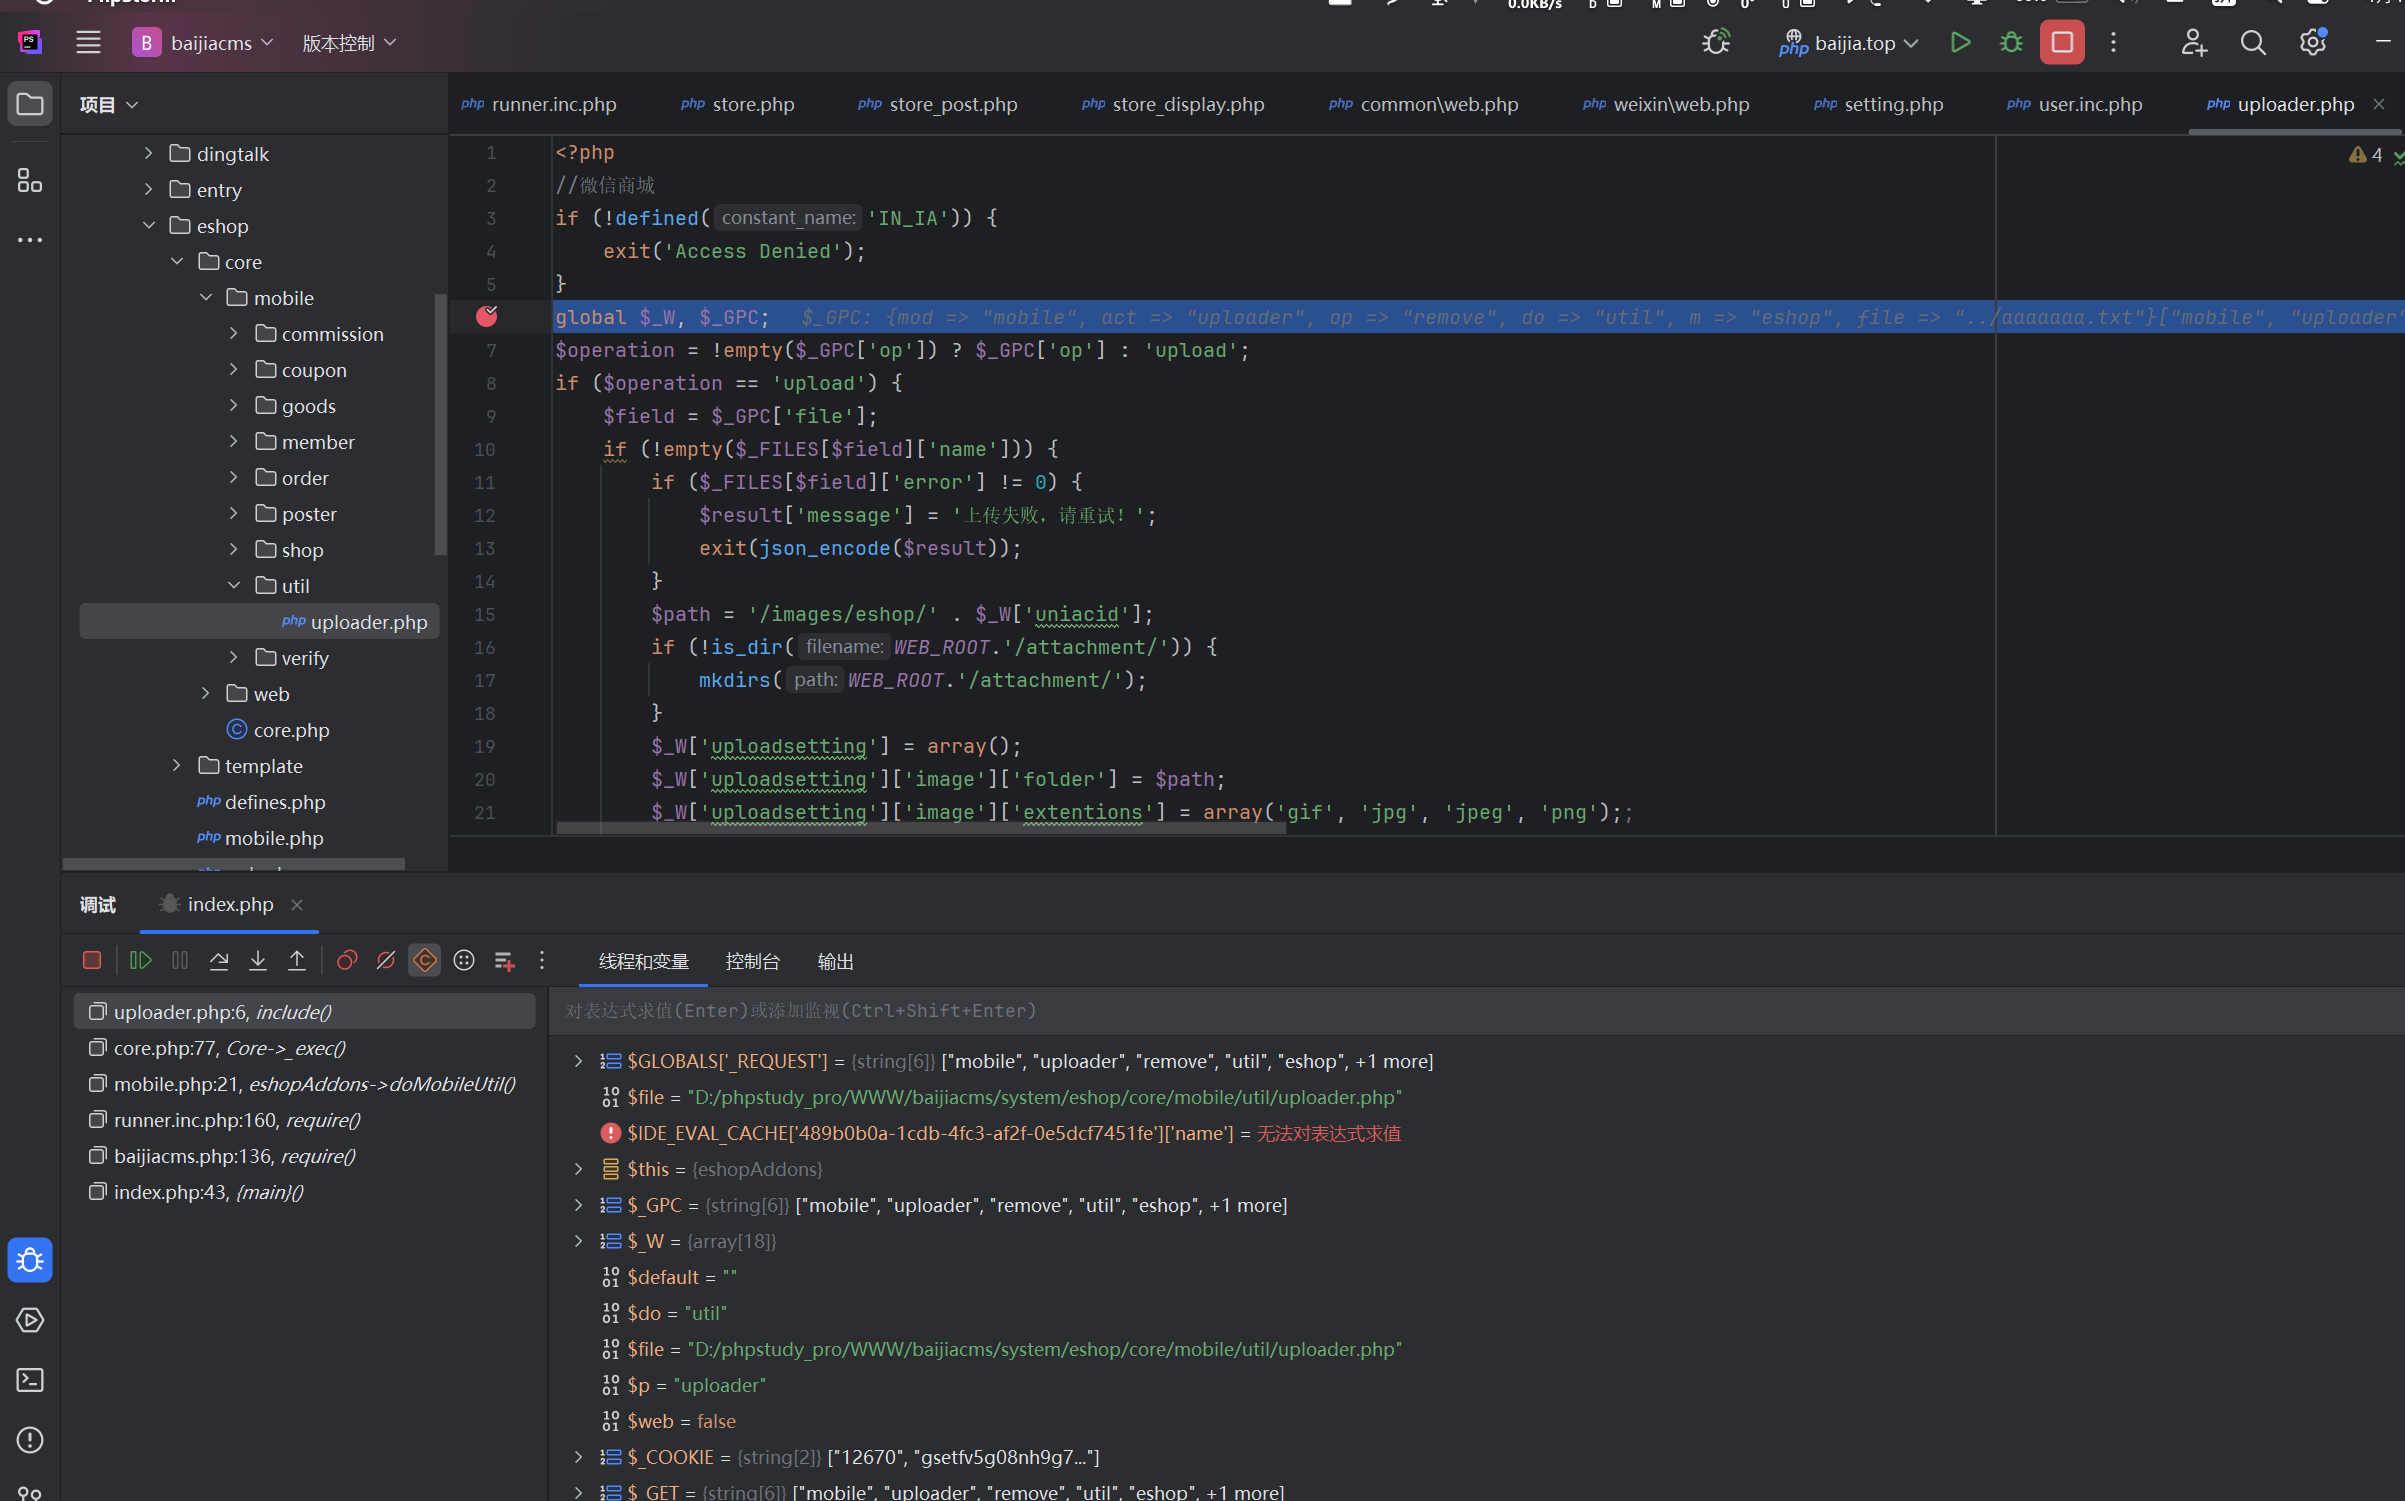 PhpStorm
0.0KB/s
B baijiacms 版本控制
php baijia.top
项目
php runner.inc.php php store.php php store_post.php php store_display.php php common\web.php php weixin\web.php php setting.php php user.inc.php php uploader.php
dingtalk
entry
eshop
core
mobile
commission
coupon
goods
member
order
poster
shop
util
php uploader.php
verify
web
core.php
template
php defines.php
php mobile.php
4
1 <?php
2 //微信商城
3 if (!defined( constant_name: 'IN_IA')) {
4 exit('Access Denied');
5 }
global $_W, $_GPC; $_GPC: {mod => "mobile", act => "uploader", op => "remove", do => "util", m => "eshop", file => "../aaaaaaa.txt"}["mobile", "uploader"
7 $operation = !empty($_GPC['op']) ? $_GPC['op'] : 'upload';
8 if ($operation == 'upload') {
9 $field = $_GPC['file'];
10 if (!empty($_FILES[$field]['name'])) {
11 if ($_FILES[$field]['error'] != 0) {
12 $result['message'] = '上传失败，请重试！';
13 exit(json_encode($result));
14 }
15 $path = '/images/eshop/' . $_W['uniacid'];
16 if (!is_dir( filename: WEB_ROOT.'/attachment/')) {
17 mkdirs( path: WEB_ROOT.'/attachment/');
18 }
19 $_W['uploadsetting'] = array();
20 $_W['uploadsetting']['image']['folder'] = $path;
21 $_W['uploadsetting']['image']['extentions'] = array('gif', 'jpg', 'jpeg', 'png');;
调试 index.php
线程和变量 控制台 输出
uploader.php:6, include()
core.php:77, Core->_exec()
mobile.php:21, eshopAddons->doMobileUtil()
runner.inc.php:160, require()
baijiacms.php:136, require()
index.php:43, {main}()
对表达式求值(Enter)或添加监视(Ctrl+Shift+Enter)
$GLOBALS['_REQUEST'] = {string[6]} ["mobile", "uploader", "remove", "util", "eshop", +1 more]
$file = "D:/phpstudy_pro/WWW/baijiacms/system/eshop/core/mobile/util/uploader.php"
$IDE_EVAL_CACHE['489b0b0a-1cdb-4fc3-af2f-0e5dcf7451fe']['name'] = 无法对表达式求值
$this = {eshopAddons}
$_GPC = {string[6]} ["mobile", "uploader", "remove", "util", "eshop", +1 more]
$_W = {array[18]}
$default = ""
$do = "util"
$file = "D:/phpstudy_pro/WWW/baijiacms/system/eshop/core/mobile/util/uploader.php"
$p = "uploader"
$web = false
$_COOKIE = {string[2]} ["12670", "gsetfv5g08nh9g7..."]
$_GET = {string[6]} ["mobile", "uploader", "remove", "util", "eshop", +1 more]